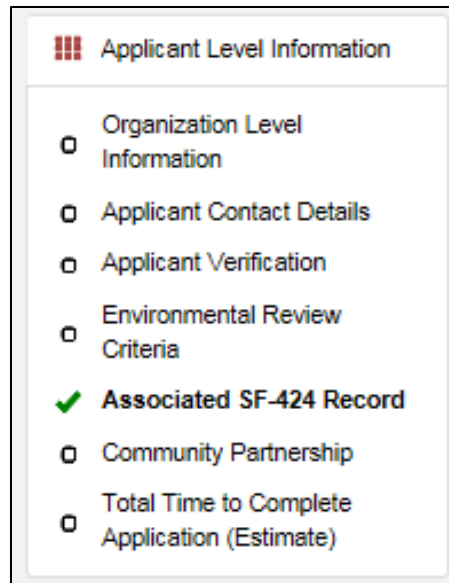 Applicant Level Information
Organization Level
Information
Applicant Contact Details
Applicant Verification
Environmental Review
Criteria
Associated SF-424 Record
Community Partnership
Total Time to Complete
Application (Estimate)